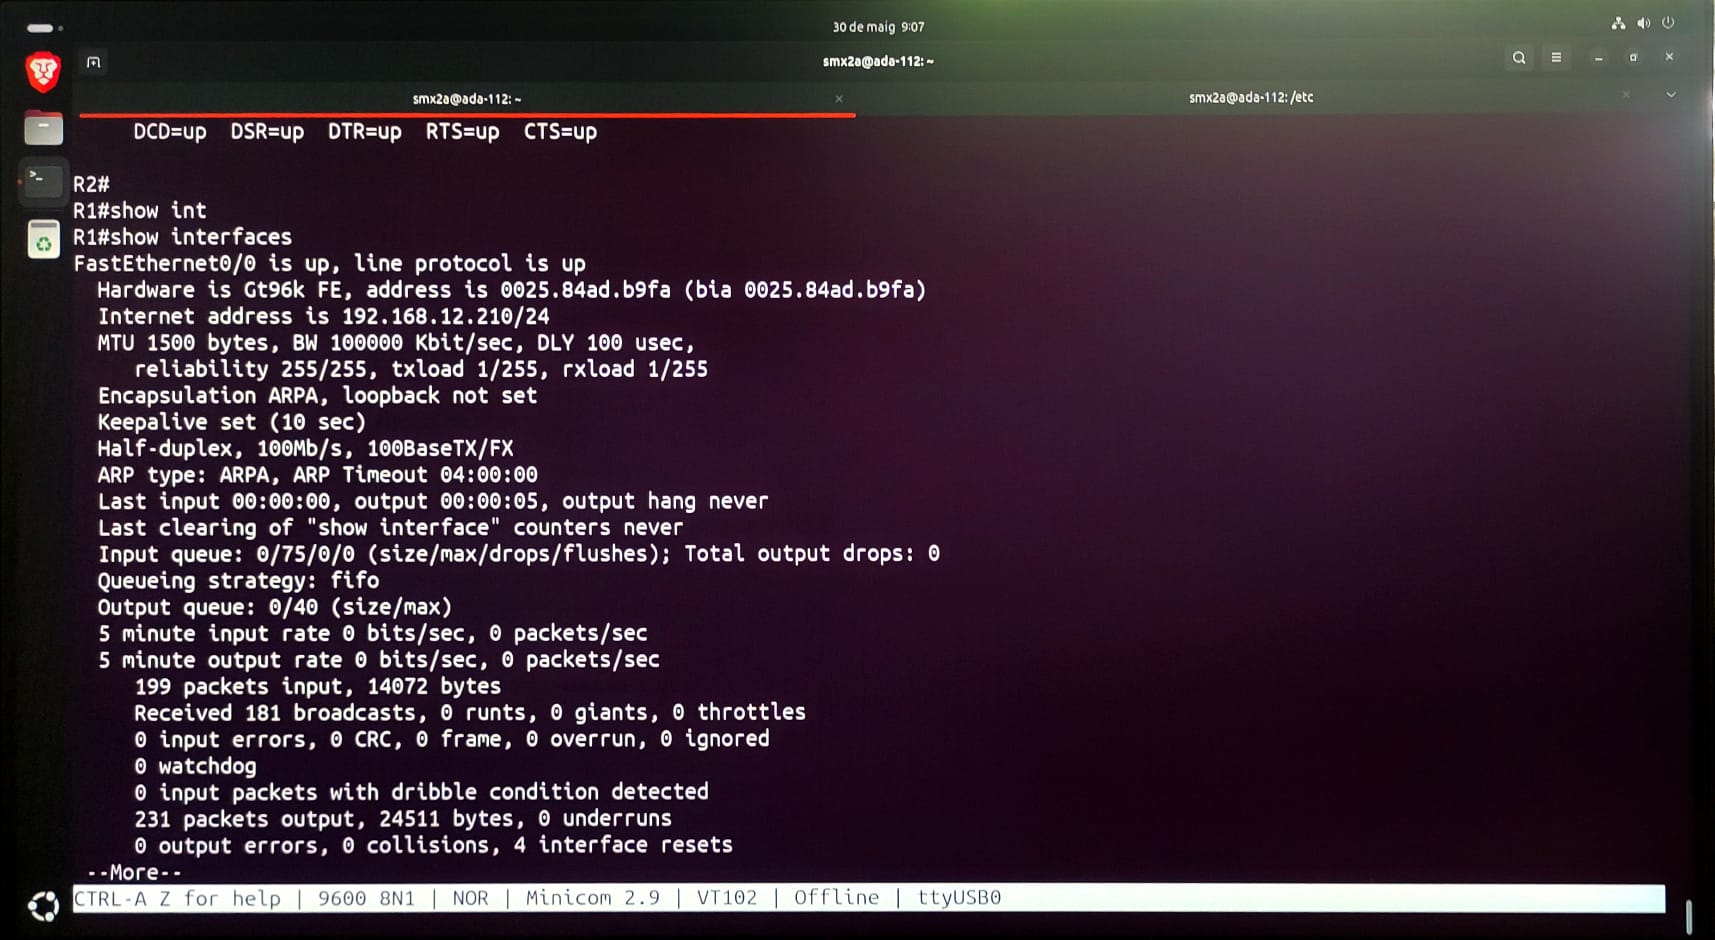 30 de maig 9:07
smx2a@ada-112: ~
smx2a@ada-112: ~
smx2a@ada-112: /etc
DCD=up DSR=up DTR=up RTS=up CTS=up
R2#
R1#show int
R1#show interfaces
FastEthernet0/0 is up, line protocol is up
Hardware is Gt96k FE, address is 0025.84ad.b9fa (bia 0025.84ad.b9fa)
Internet address is 192.168.12.210/24
MTU 1500 bytes, BW 100000 Kbit/sec, DLY 100 usec,
reliability 255/255, txload 1/255, rxload 1/255
Encapsulation ARPA, loopback not set
Keepalive set (10 sec)
Half-duplex, 100Mb/s, 100BaseTX/FX
ARP type: ARPA, ARP Timeout 04:00:00
Last input 00:00:00, output 00:00:05, output hang never
Last clearing of "show interface" counters never
Input queue: 0/75/0/0 (size/max/drops/flushes); Total output drops: 0
Queueing strategy: fifo
Output queue: 0/40 (size/max)
5 minute input rate 0 bits/sec, 0 packets/sec
5 minute output rate 0 bits/sec, 0 packets/sec
199 packets input, 14072 bytes
Received 181 broadcasts, 0 runts, 0 giants, 0 throttles
0 input errors, 0 CRC, 0 frame, 0 overrun, 0 ignored
0 watchdog
0 input packets with dribble condition detected
231 packets output, 24511 bytes, 0 underruns
0 output errors, 0 collisions, 4 interface resets
--More--
CTRL-A Z for help | 9600 8N1 | NOR | Minicom 2.9 | VT102 | Offline | ttyUSB0